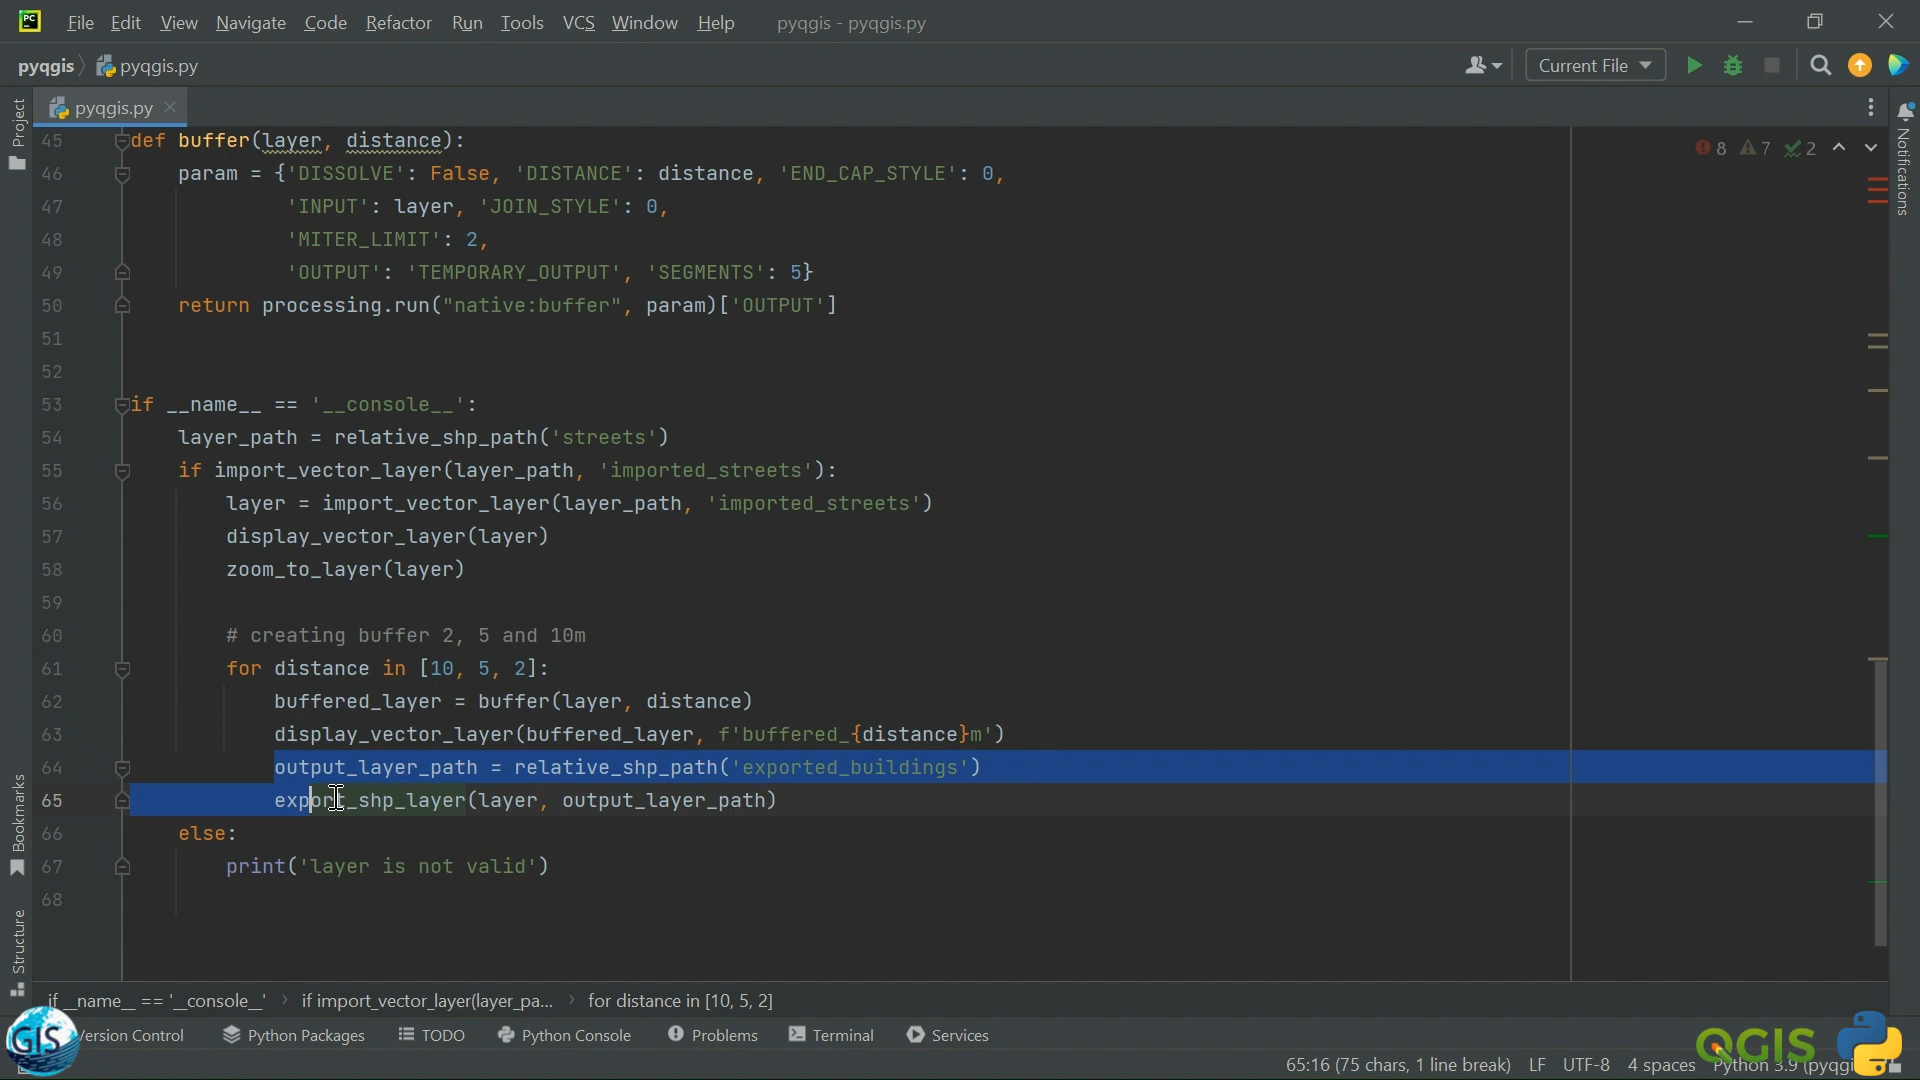 PC File Edit View Navigate Code Refactor Run Tools VCS Window Help pyqgis - pyqgis.py
pyqgis pyqgis.py Current File
Project pyqgis.py Notifications
45 def buffer(layer, distance): 8 7 2
46 param = {'DISSOLVE': False, 'DISTANCE': distance, 'END_CAP_STYLE': 0,
47 'INPUT': layer, 'JOIN_STYLE': 0,
48 'MITER_LIMIT': 2,
49 'OUTPUT': 'TEMPORARY_OUTPUT', 'SEGMENTS': 5}
50 return processing.run("native:buffer", param)['OUTPUT']
51
52
53 if __name__ == '__console__':
54 layer_path = relative_shp_path('streets')
55 if import_vector_layer(layer_path, 'imported_streets'):
56 layer = import_vector_layer(layer_path, 'imported_streets')
57 display_vector_layer(layer)
58 zoom_to_layer(layer)
59
60 # creating buffer 2, 5 and 10m
61 for distance in [10, 5, 2]:
62 buffered_layer = buffer(layer, distance)
63 display_vector_layer(buffered_layer, f'buffered_{distance}m')
64 output_layer_path = relative_shp_path('exported_buildings')
65 export_shp_layer(layer, output_layer_path)
66 else:
67 print('layer is not valid')
68
Bookmarks
Structure
if __name__ == '__console__' if import_vector_layer(layer_pa... for distance in [10, 5, 2]
GIS Version Control Python Packages TODO Python Console Problems Terminal Services QGIS
65:16 (75 chars, 1 line break) LF UTF-8 4 spaces Python 3.9